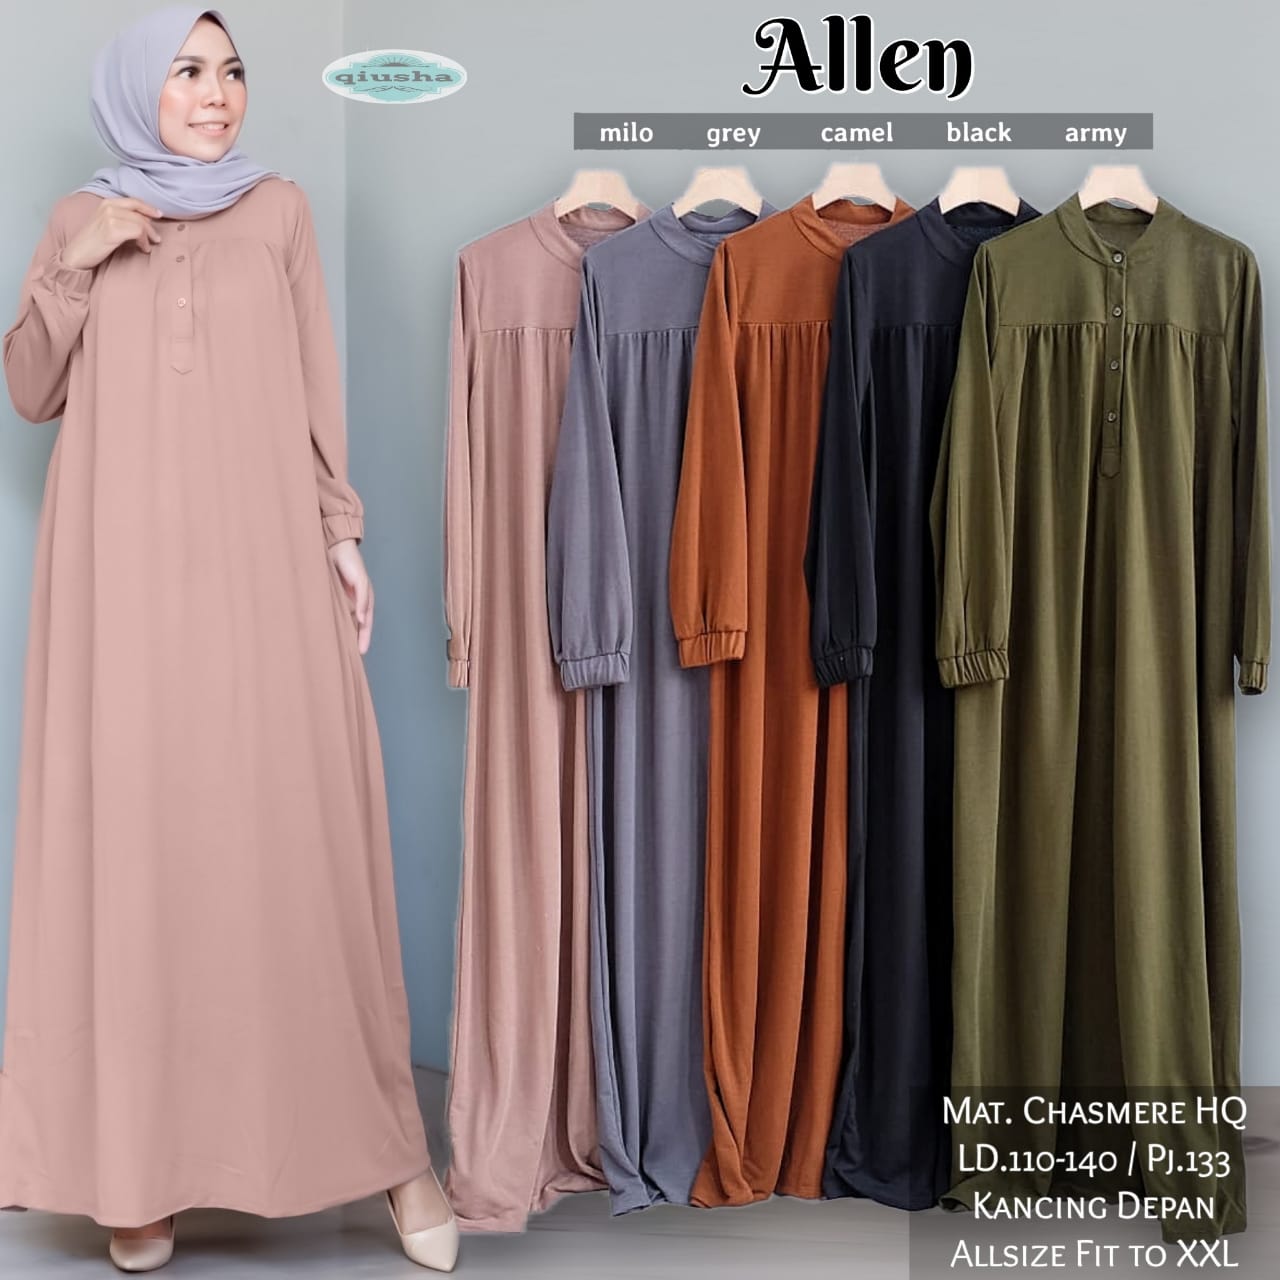 qiusha
Allen
milo grey camel black army
Mat. Chasmere HQ
LD.110-140 / Pj.133
Kancing Depan
Allsize Fit to XXL